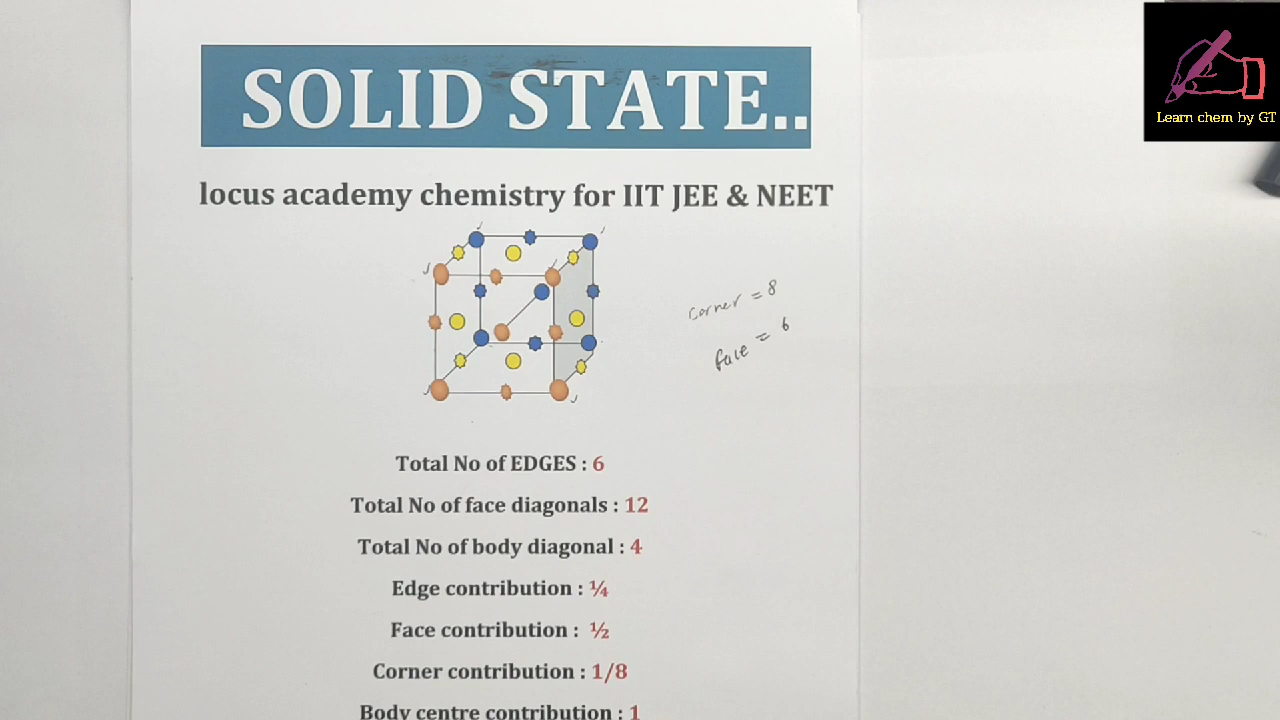 SOLID STATE..
Learn chem by GT
locus academy chemistry for IIT JEE & NEET
corner = 8
face = 6
Total No of EDGES : 6
Total No of face diagonals : 12
Total No of body diagonal : 4
Edge contribution : ¼
Face contribution : ½
Corner contribution : 1/8
Body centre contribution : 1